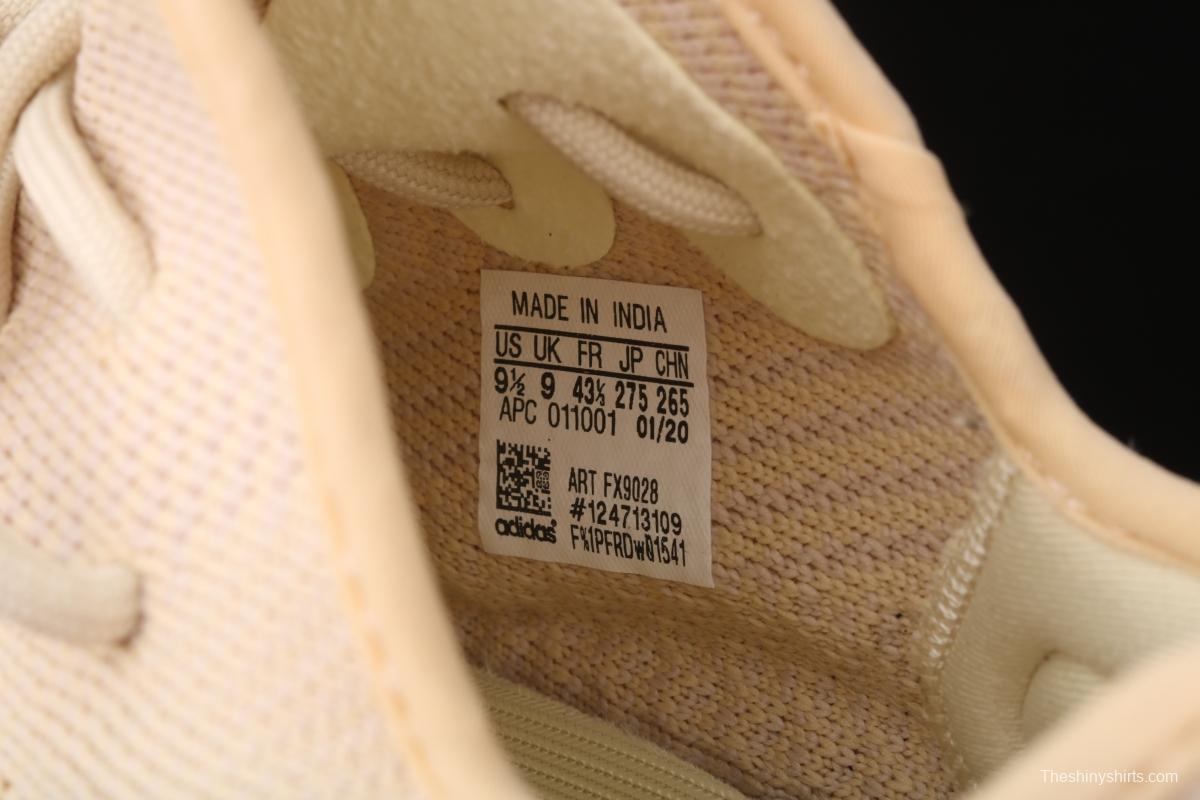 MADE IN INDIA
US UK FR JP CHN
9½ 9 43⅓ 275 265
APC 011001 01/20
ART FX9028
#124713109
adidas
Theshinyshirts.com